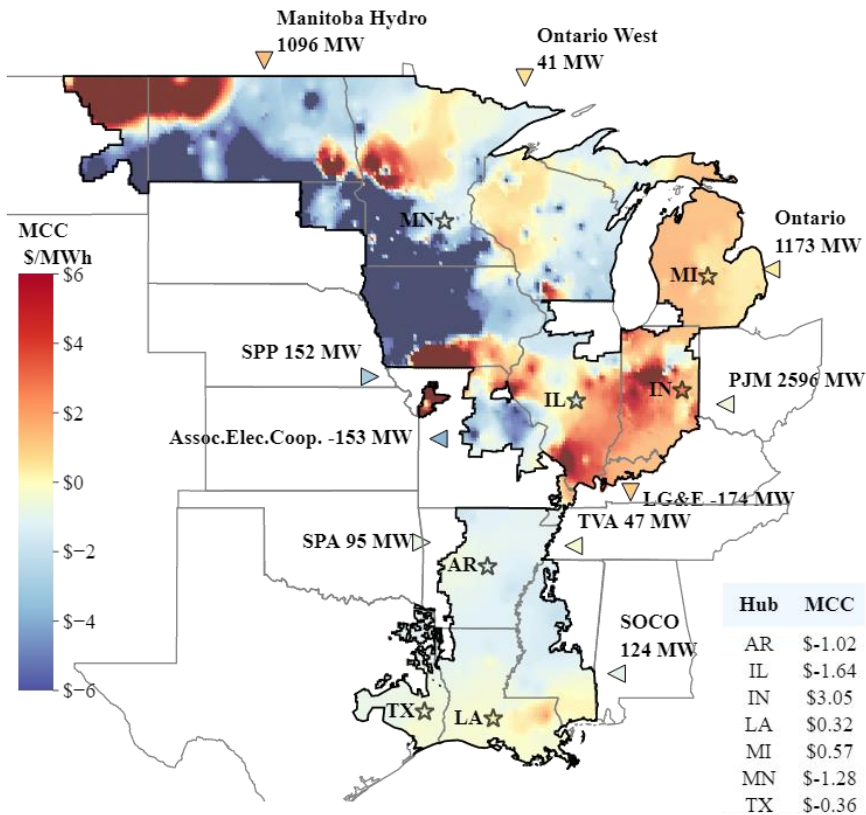 Manitoba Hydro
1096 MW
Ontario West
41 MW
Ontario
1173 MW
MN
MI
MCC
$/MWh
$6
$4
$2
$0
$−2
$−4
$−6
SPP 152 MW
PJM 2596 MW
IN
IL
Assoc.Elec.Coop. -153 MW
LG&E -174 MW
TVA 47 MW
SPA 95 MW
AR
SOCO
124 MW
TX
LA
Hub MCC
AR $-1.02
IL $-1.64
IN $3.05
LA $0.32
MI $0.57
MN $-1.28
TX $-0.36